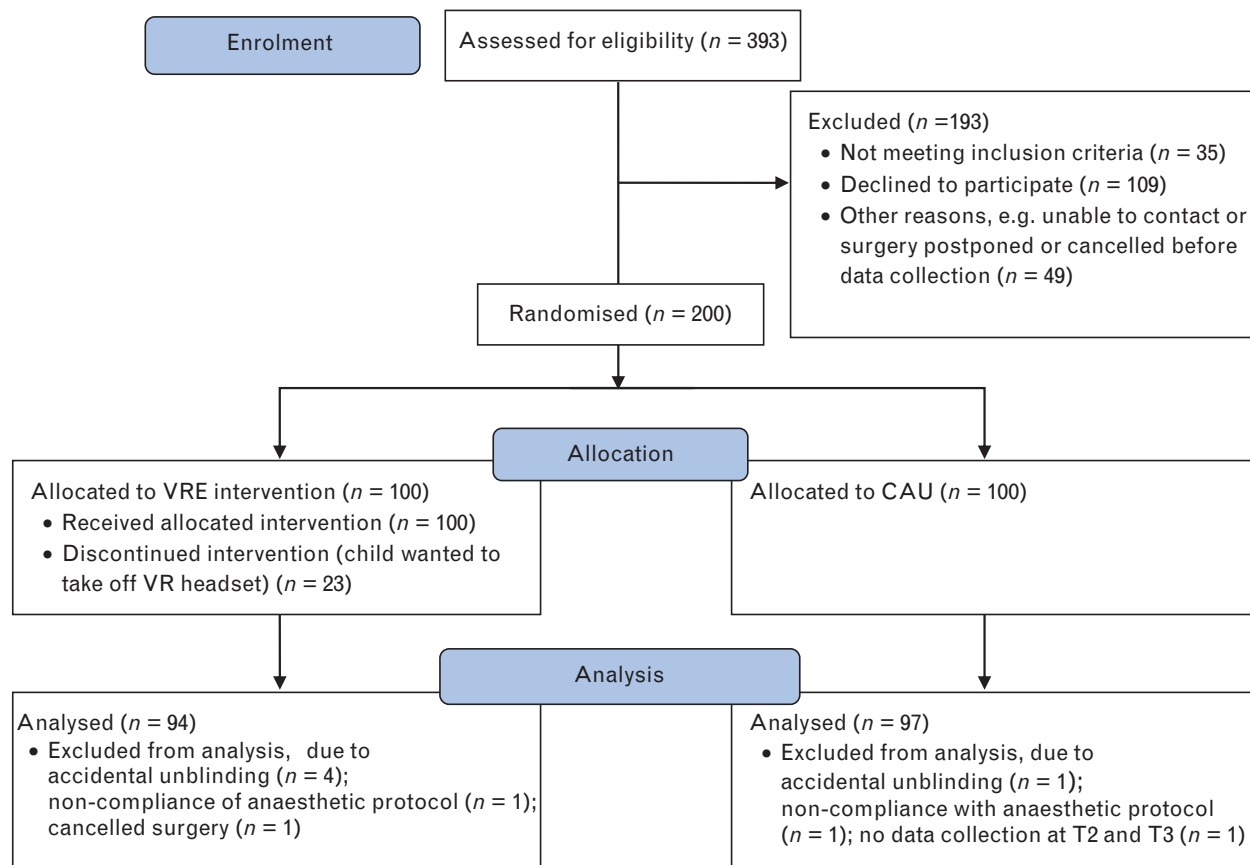 Enrolment
Assessed for eligibility (n = 393)
Excluded (n =193)
• Not meeting inclusion criteria (n = 35)
• Declined to participate (n = 109)
• Other reasons, e.g. unable to contact or
surgery postponed or cancelled before
data collection (n = 49)
Randomised (n = 200)
Allocation
Allocated to VRE intervention (n = 100)
• Received allocated intervention (n = 100)
• Discontinued intervention (child wanted to
take off VR headset) (n = 23)
Allocated to CAU (n = 100)
Analysis
Analysed (n = 94)
• Excluded from analysis, due to
accidental unblinding (n = 4);
non-compliance of anaesthetic protocol (n = 1);
cancelled surgery (n = 1)
Analysed (n = 97)
• Excluded from analysis, due to
accidental unblinding (n = 1);
non-compliance with anaesthetic protocol
(n = 1); no data collection at T2 and T3 (n = 1)